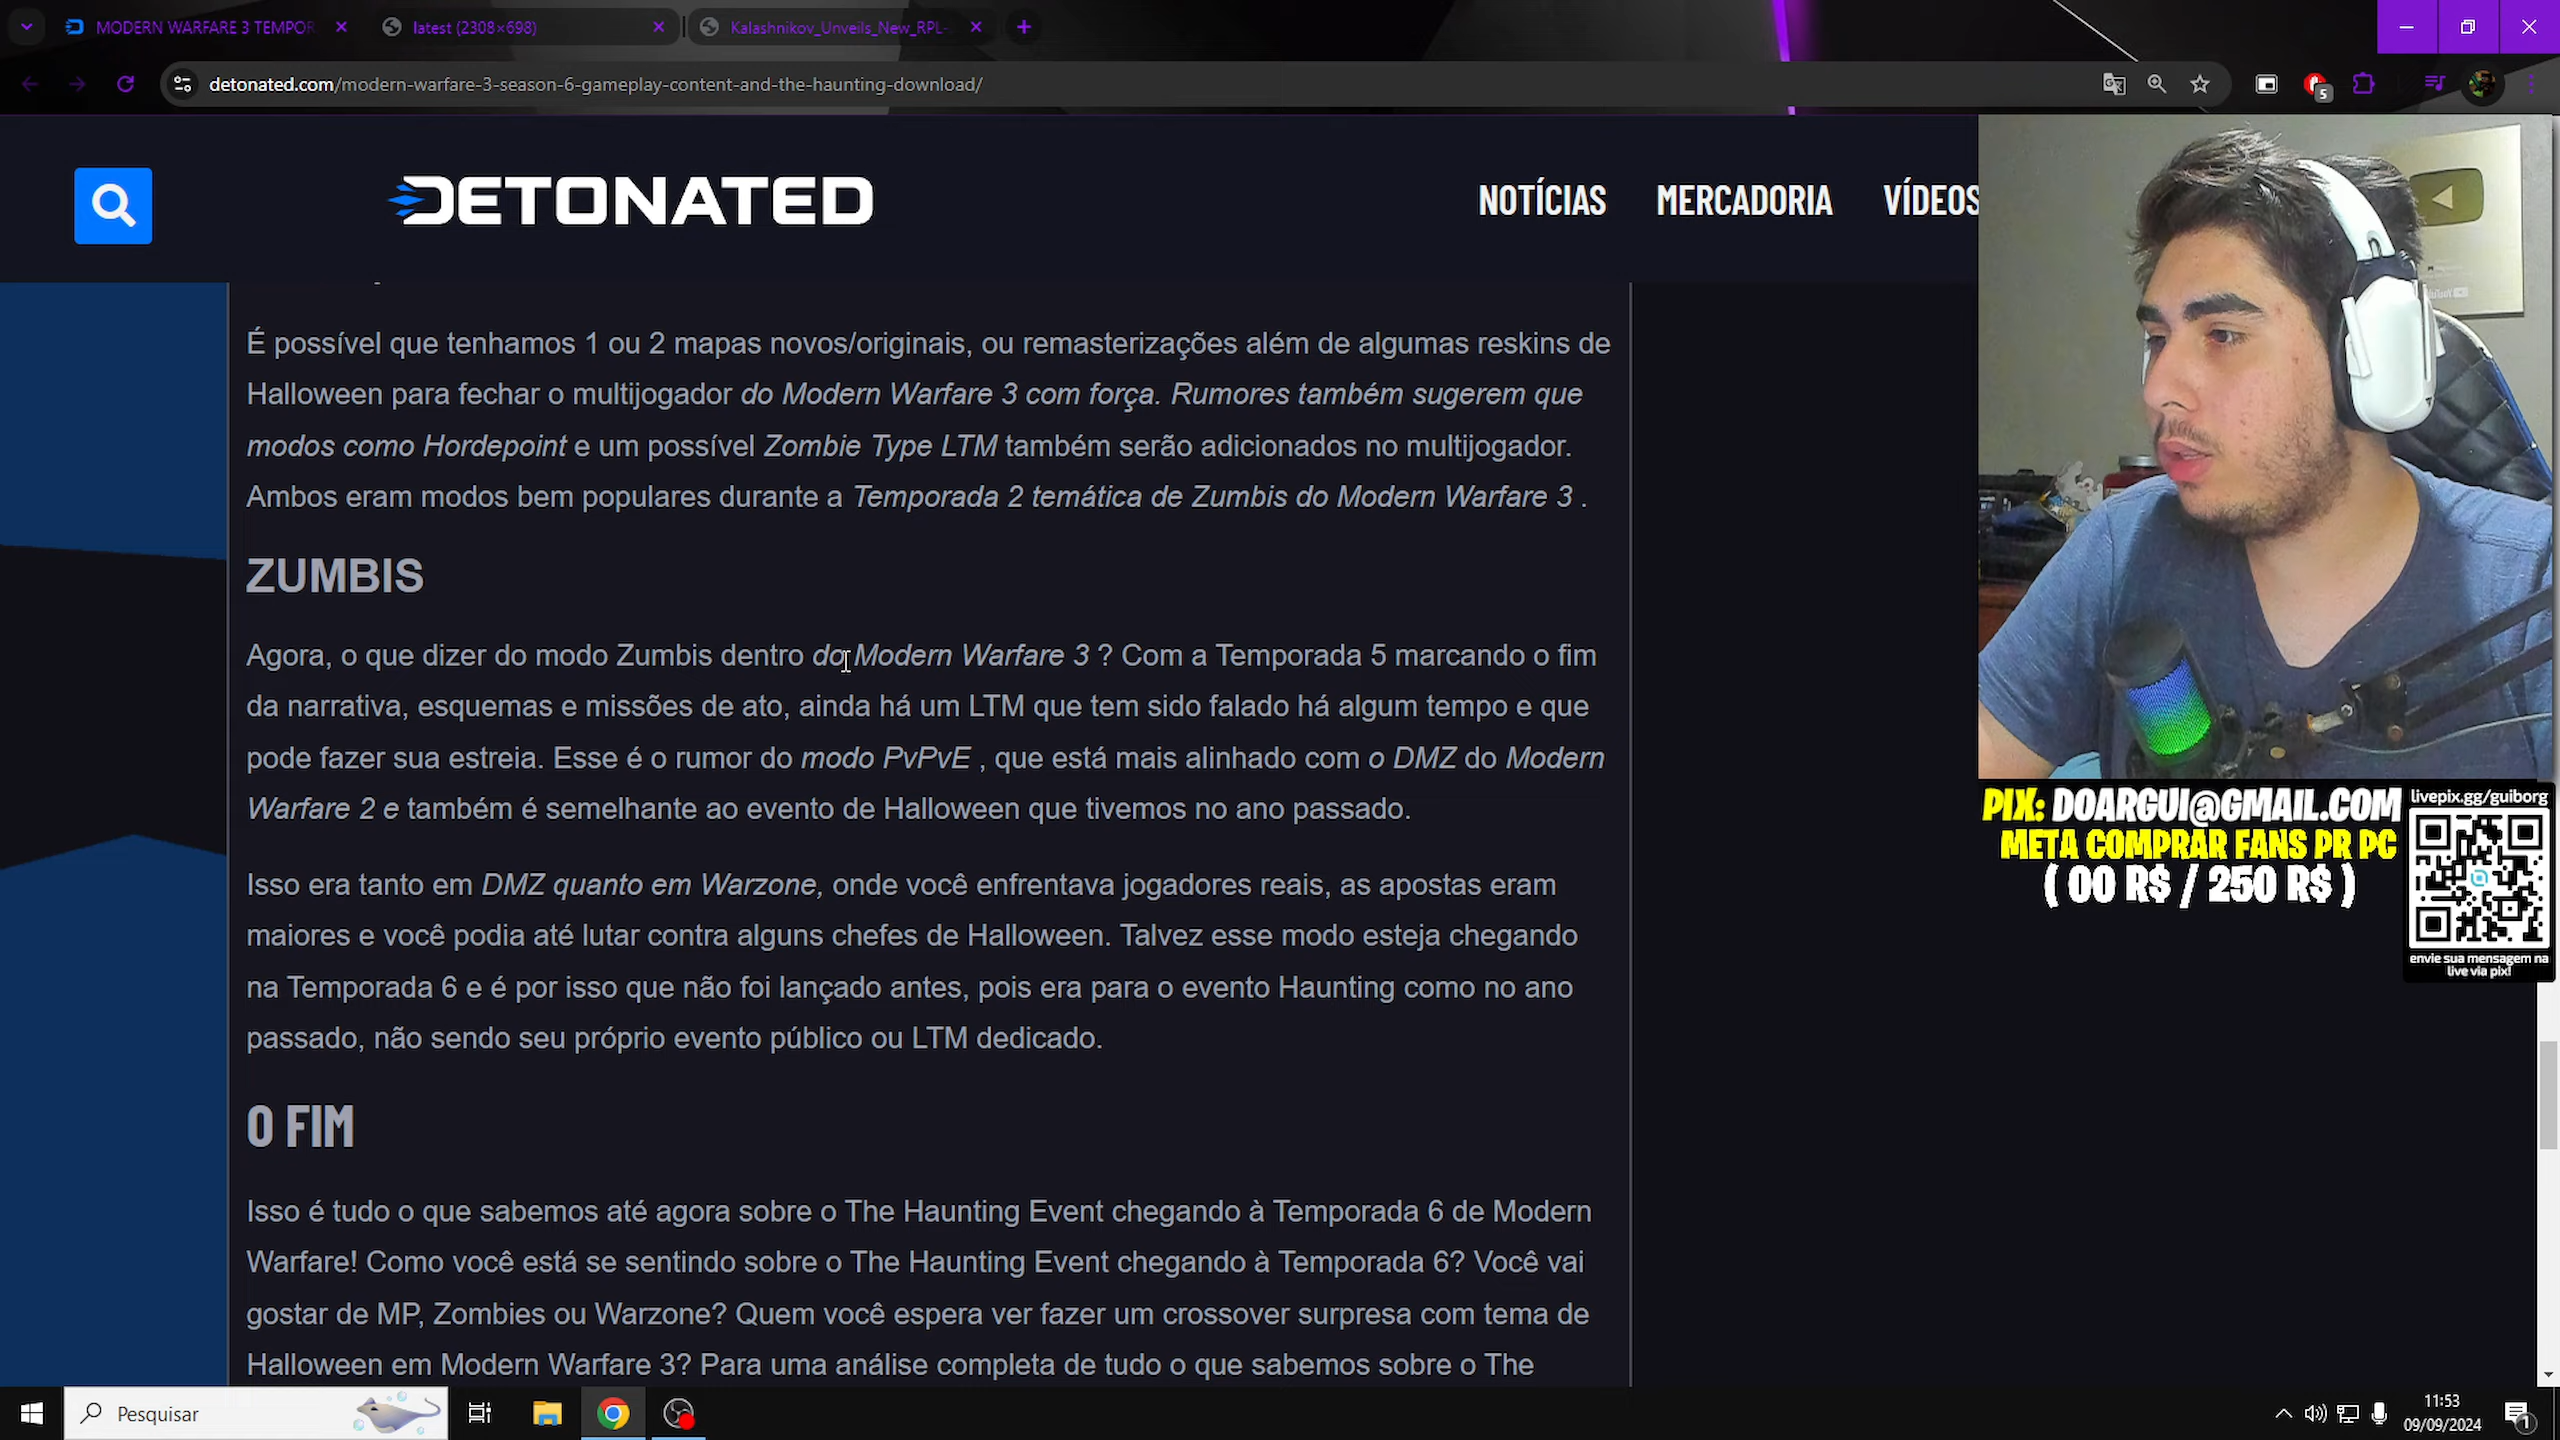 MODERN WARFARE 3 TEMPOR
latest (2308×698)
Kalashnikov_Unveils_New_RPL-
detonated.com/modern-warfare-3-season-6-gameplay-content-and-the-haunting-download/
5
DETONATED
NOTÍCIAS
MERCADORIA
VÍDEOS
É possível que tenhamos 1 ou 2 mapas novos/originais, ou remasterizações além de algumas reskins de
Halloween para fechar o multijogador do Modern Warfare 3 com força. Rumores também sugerem que
modos como Hordepoint e um possível Zombie Type LTM também serão adicionados no multijogador.
Ambos eram modos bem populares durante a Temporada 2 temática de Zumbis do Modern Warfare 3 .
ZUMBIS
Agora, o que dizer do modo Zumbis dentro do Modern Warfare 3 ? Com a Temporada 5 marcando o fim
da narrativa, esquemas e missões de ato, ainda há um LTM que tem sido falado há algum tempo e que
pode fazer sua estreia. Esse é o rumor do modo PvPvE , que está mais alinhado com o DMZ do Modern
Warfare 2 e também é semelhante ao evento de Halloween que tivemos no ano passado.
Isso era tanto em DMZ quanto em Warzone, onde você enfrentava jogadores reais, as apostas eram
maiores e você podia até lutar contra alguns chefes de Halloween. Talvez esse modo esteja chegando
na Temporada 6 e é por isso que não foi lançado antes, pois era para o evento Haunting como no ano
passado, não sendo seu próprio evento público ou LTM dedicado.
O FIM
Isso é tudo o que sabemos até agora sobre o The Haunting Event chegando à Temporada 6 de Modern
Warfare! Como você está se sentindo sobre o The Haunting Event chegando à Temporada 6? Você vai
gostar de MP, Zombies ou Warzone? Quem você espera ver fazer um crossover surpresa com tema de
Halloween em Modern Warfare 3? Para uma análise completa de tudo o que sabemos sobre o The
PIX: DOARGUI@GMAIL.COM
META COMPRAR FANS PR PC
( 00 R$ / 250 R$ )
livepix.gg/guiborg
envie sua mensagem na
live via pix!
Pesquisar
11:53
09/09/2024
1